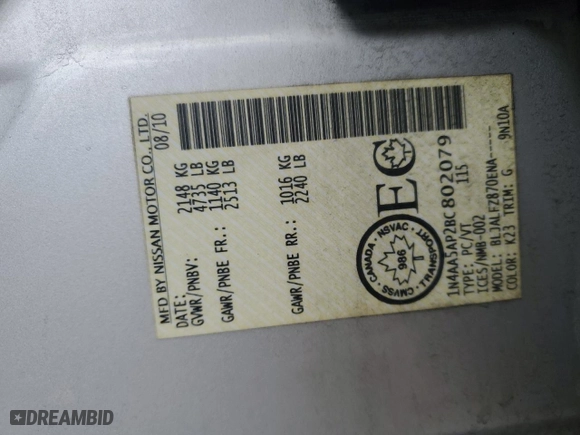 MFD BY NISSAN MOTOR CO., LTD.
DATE: 08/10
GVWR/PNBV: 2148 KG
4735 LB
GAWR/PNBE FR: 1140 KG
2513 LB
GAWR/PNBE RR: 1016 KG
2240 LB
EC
CANADA · NSVAC · TRANSPORT · CMVSS
986
1N4AA5AP2BC802079
TYPE: PC/VT 115
ICES/NMB-002
MODEL: BLJALFZ870ENA-----
COLOR: K23 TRIM: G 9N10A
DREAMBID